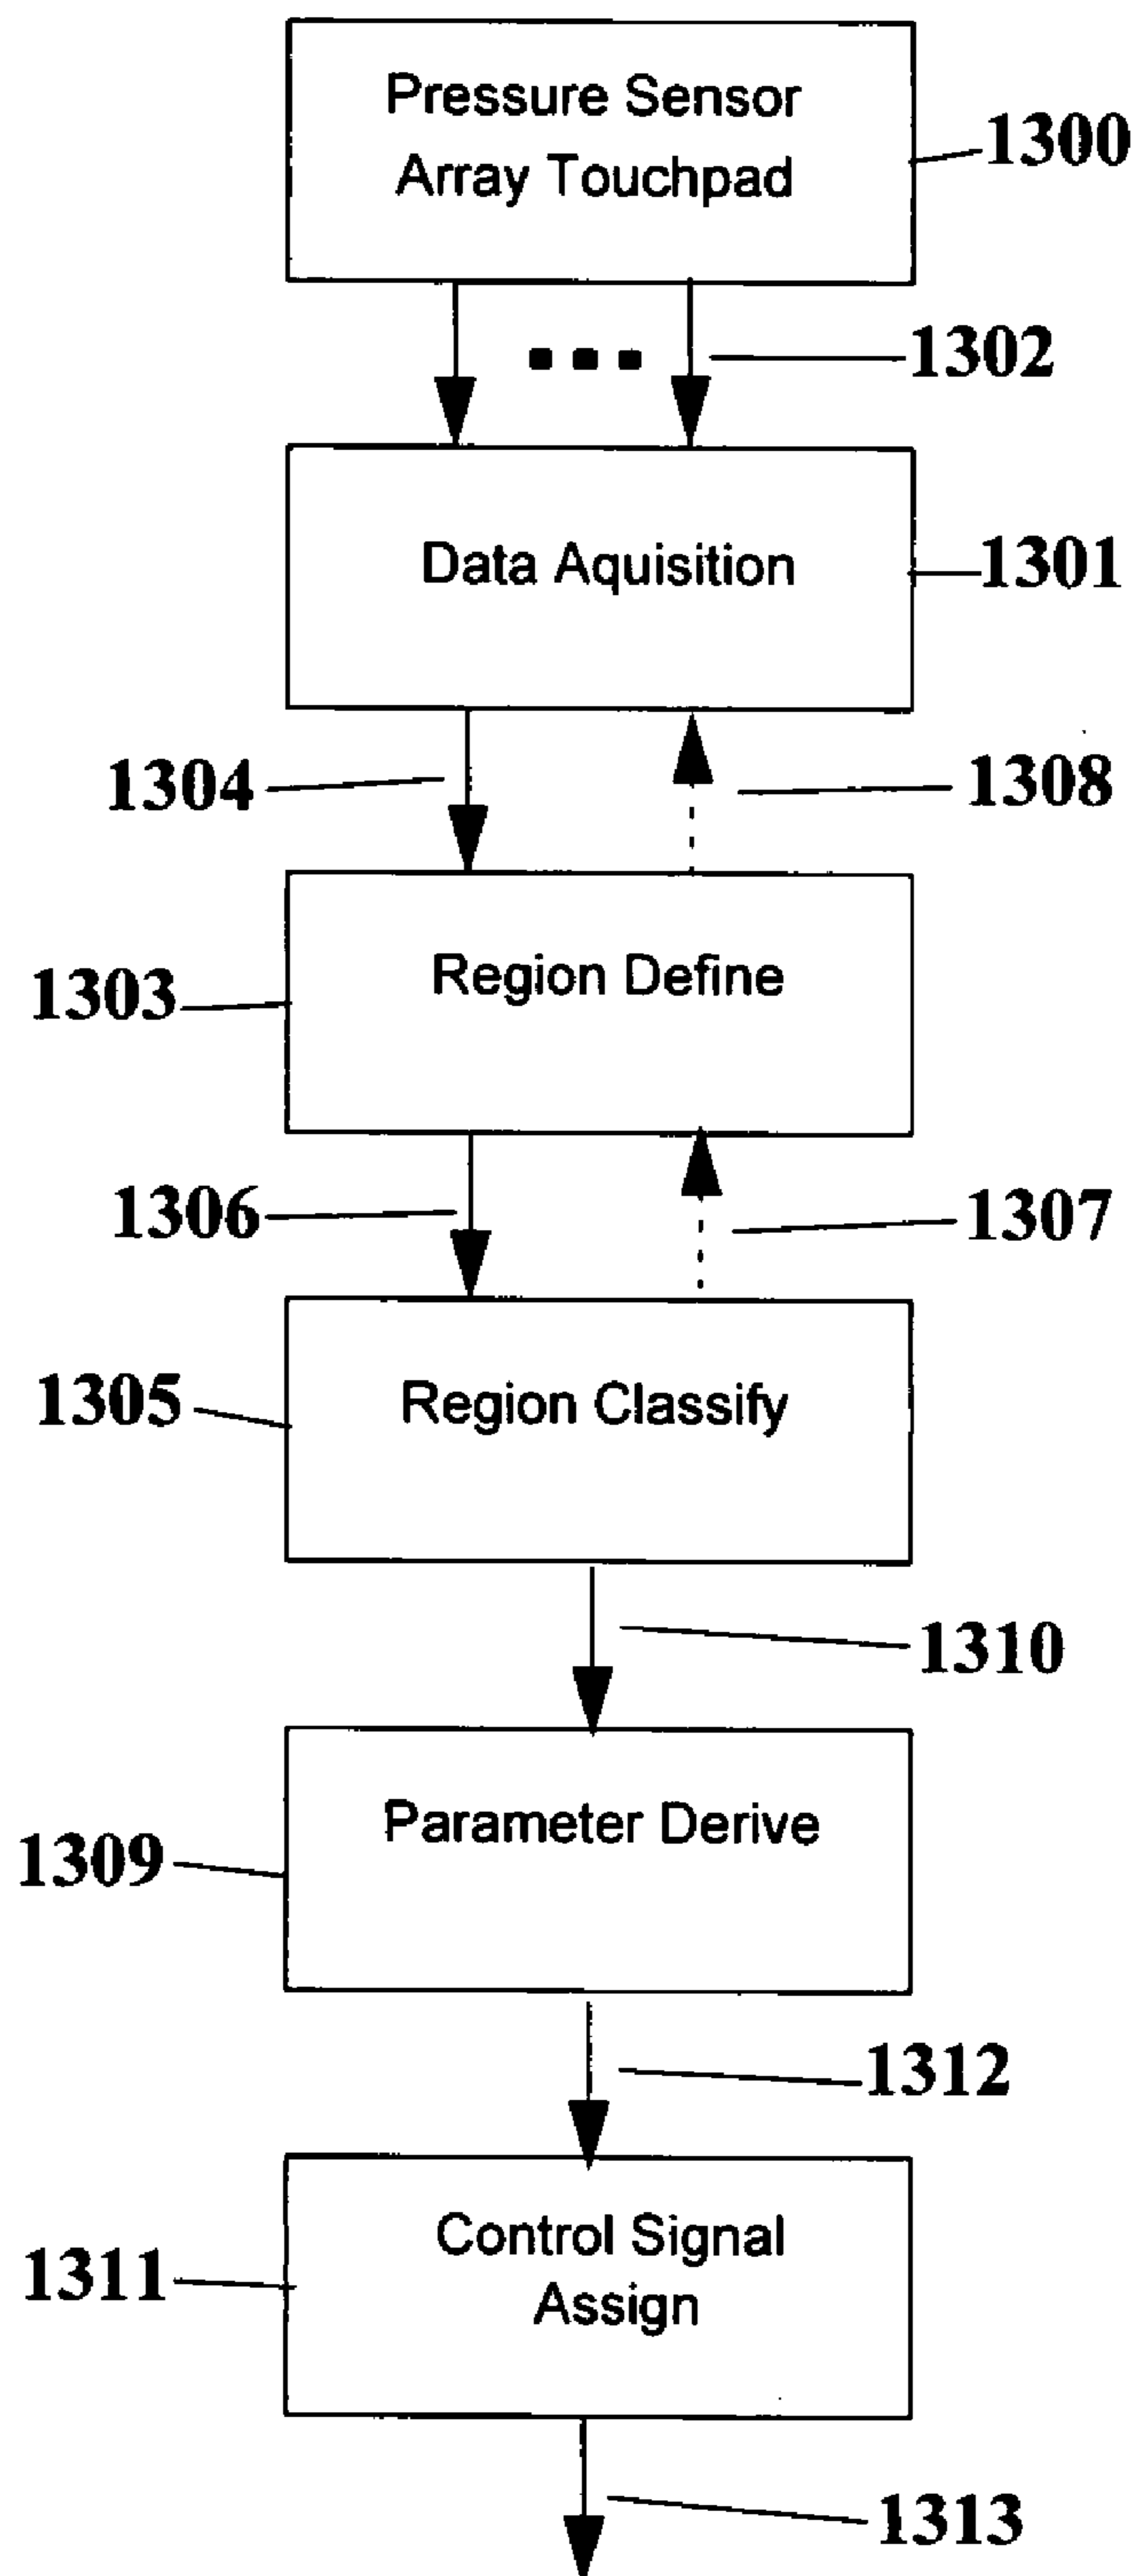 Pressure Sensor
Array Touchpad
1300
1302
Data Aquisition
1301
1304
1308
Region Define
1303
1306
1307
Region Classify
1305
1310
Parameter Derive
1309
1312
Control Signal
Assign
1311
1313